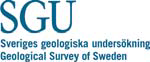 SGU
Sveriges geologiska undersökning
Geological Survey of Sweden